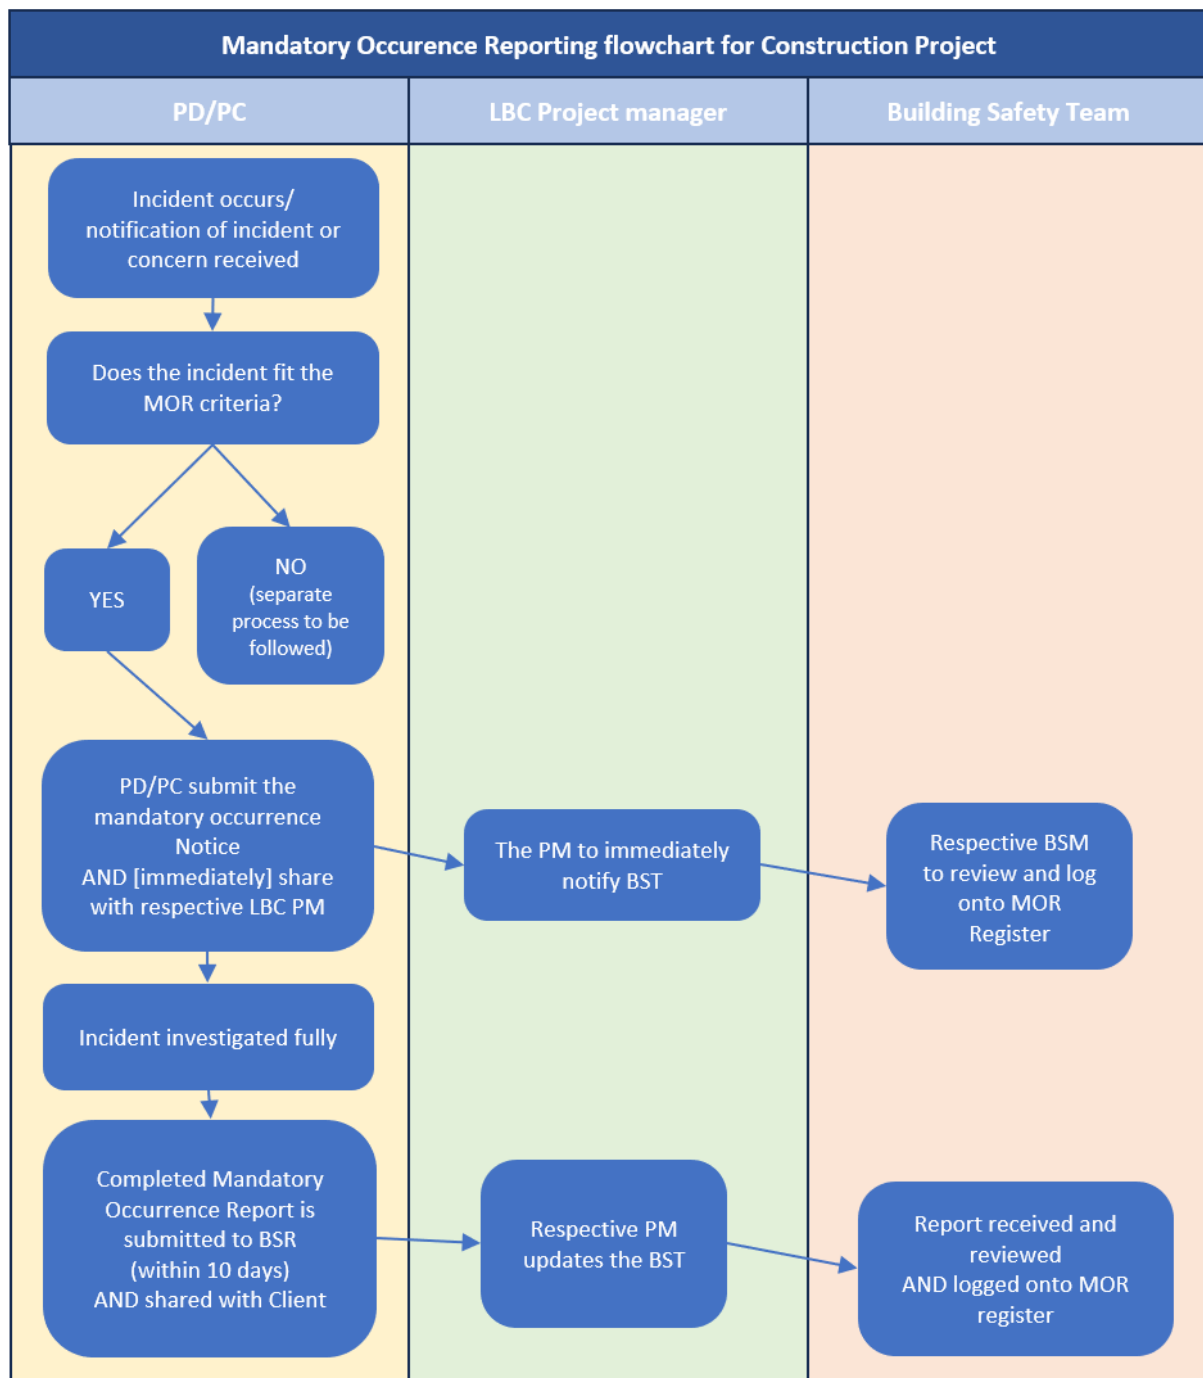 Mandatory Occurence Reporting flowchart for Construction Project
PD/PC
LBC Project manager
Building Safety Team
Incident occurs/
notification of incident or
concern received
Does the incident fit the
MOR criteria?
YES
NO
(separate
process to be
followed)
PD/PC submit the
mandatory occurrence
Notice
AND [immediately] share
with respective LBC PM
The PM to immediately
notify BST
Respective BSM
to review and log
onto MOR
Register
Incident investigated fully
Completed Mandatory
Occurrence Report is
submitted to BSR
(within 10 days)
AND shared with Client
Respective PM
updates the BST
Report received and
reviewed
AND logged onto MOR
register